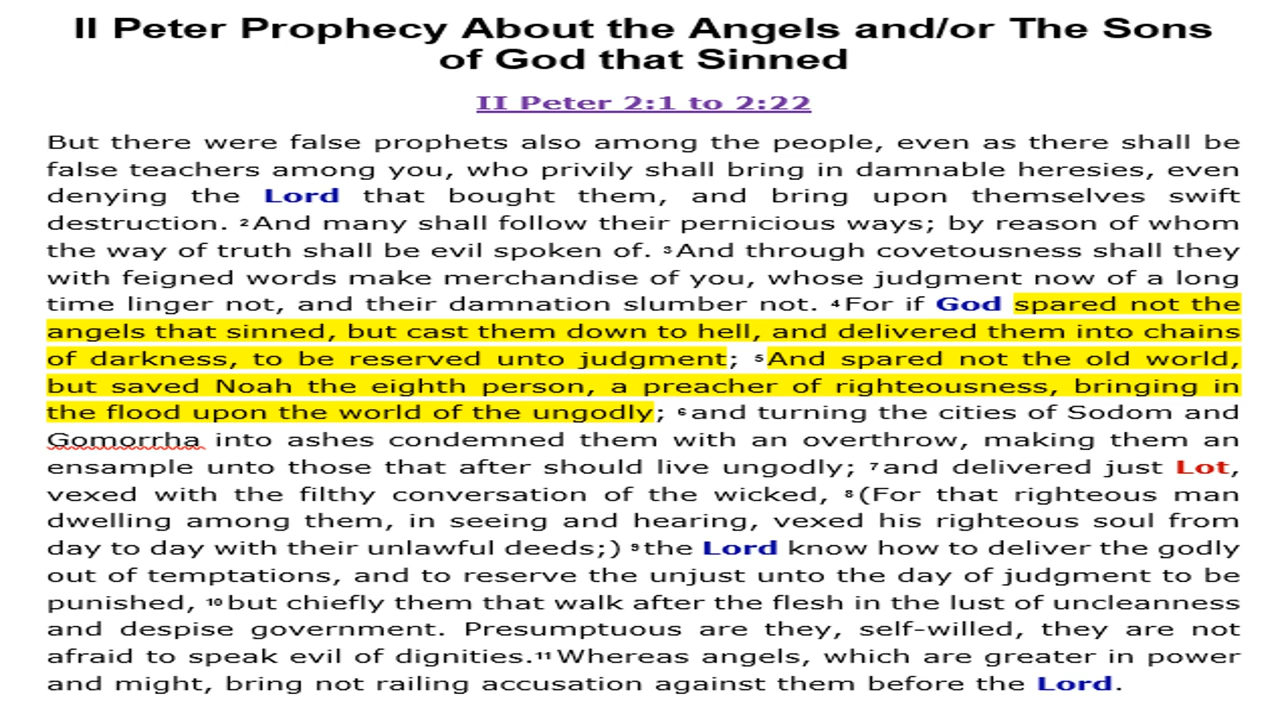 II Peter Prophecy About the Angels and/or The Sons
of God that Sinned
II Peter 2:1 to 2:22
But there were false prophets also among the people, even as there shall be
false teachers among you, who privily shall bring in damnable heresies, even
denying the Lord that bought them, and bring upon themselves swift
destruction. 2And many shall follow their pernicious ways; by reason of whom
the way of truth shall be evil spoken of. 3And through covetousness shall they
with feigned words make merchandise of you, whose judgment now of a long
time linger not, and their damnation slumber not. 4For if God spared not the
angels that sinned, but cast them down to hell, and delivered them into chains
of darkness, to be reserved unto judgment; 5And spared not the old world,
but saved Noah the eighth person, a preacher of righteousness, bringing in
the flood upon the world of the ungodly; 6and turning the cities of Sodom and
Gomorrha into ashes condemned them with an overthrow, making them an
ensample unto those that after should live ungodly; 7and delivered just Lot,
vexed with the filthy conversation of the wicked, 8(For that righteous man
dwelling among them, in seeing and hearing, vexed his righteous soul from
day to day with their unlawful deeds;) 9the Lord know how to deliver the godly
out of temptations, and to reserve the unjust unto the day of judgment to be
punished, 10but chiefly them that walk after the flesh in the lust of uncleanness
and despise government. Presumptuous are they, self-willed, they are not
afraid to speak evil of dignities.11Whereas angels, which are greater in power
and might, bring not railing accusation against them before the Lord.